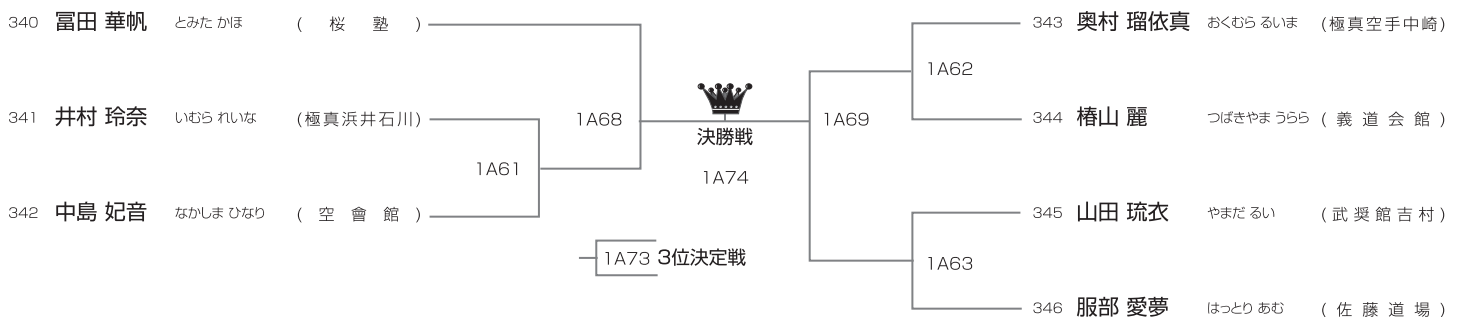 340 冨田 華帆 とみた かほ (桜塾)
341 井村 玲奈 いむら れいな (極真浜井石川)
342 中島 妃音 なかしま ひなり (空會館)
1A61
1A68
決勝戦
1A74
1A73 3位決定戦
1A69
1A62
1A63
343 奥村 瑠依真 おくむら るいま (極真空手中崎)
344 椿山 麗 つばきやま うらら (義道会館)
345 山田 琉衣 やまだ るい (武奨館吉村)
346 服部 愛夢 はっとり あむ (佐藤道場)